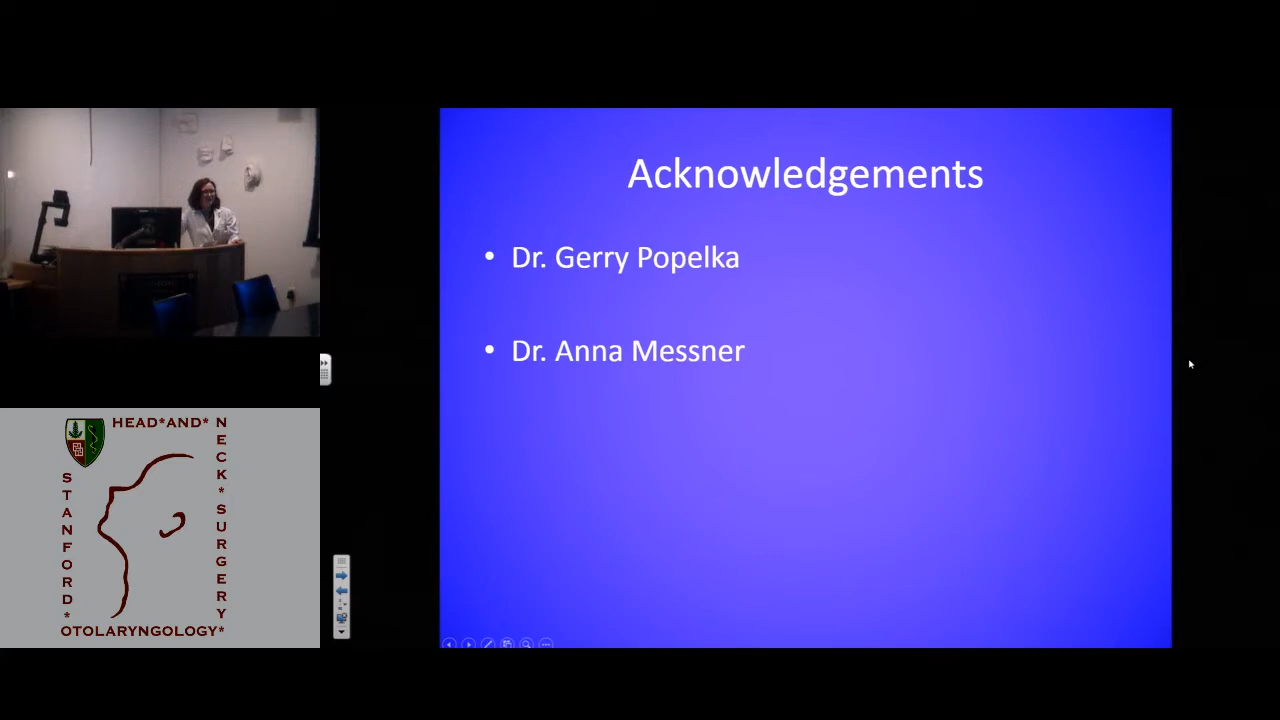 Acknowledgements
• Dr. Gerry Popelka
• Dr. Anna Messner
HEAD*AND*
NECK*SURGERY
STANFORD*
OTOLARYNGOLOGY*